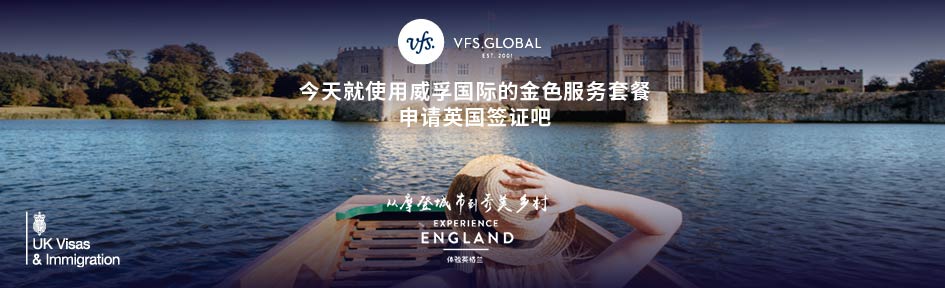 vfs.
VFS.GLOBAL
EST. 2001
今天就使用威孚国际的金色服务套餐
申请英国签证吧
从摩登城市到秀美乡村
EXPERIENCE
ENGLAND
体验英格兰
UK Visas
& Immigration